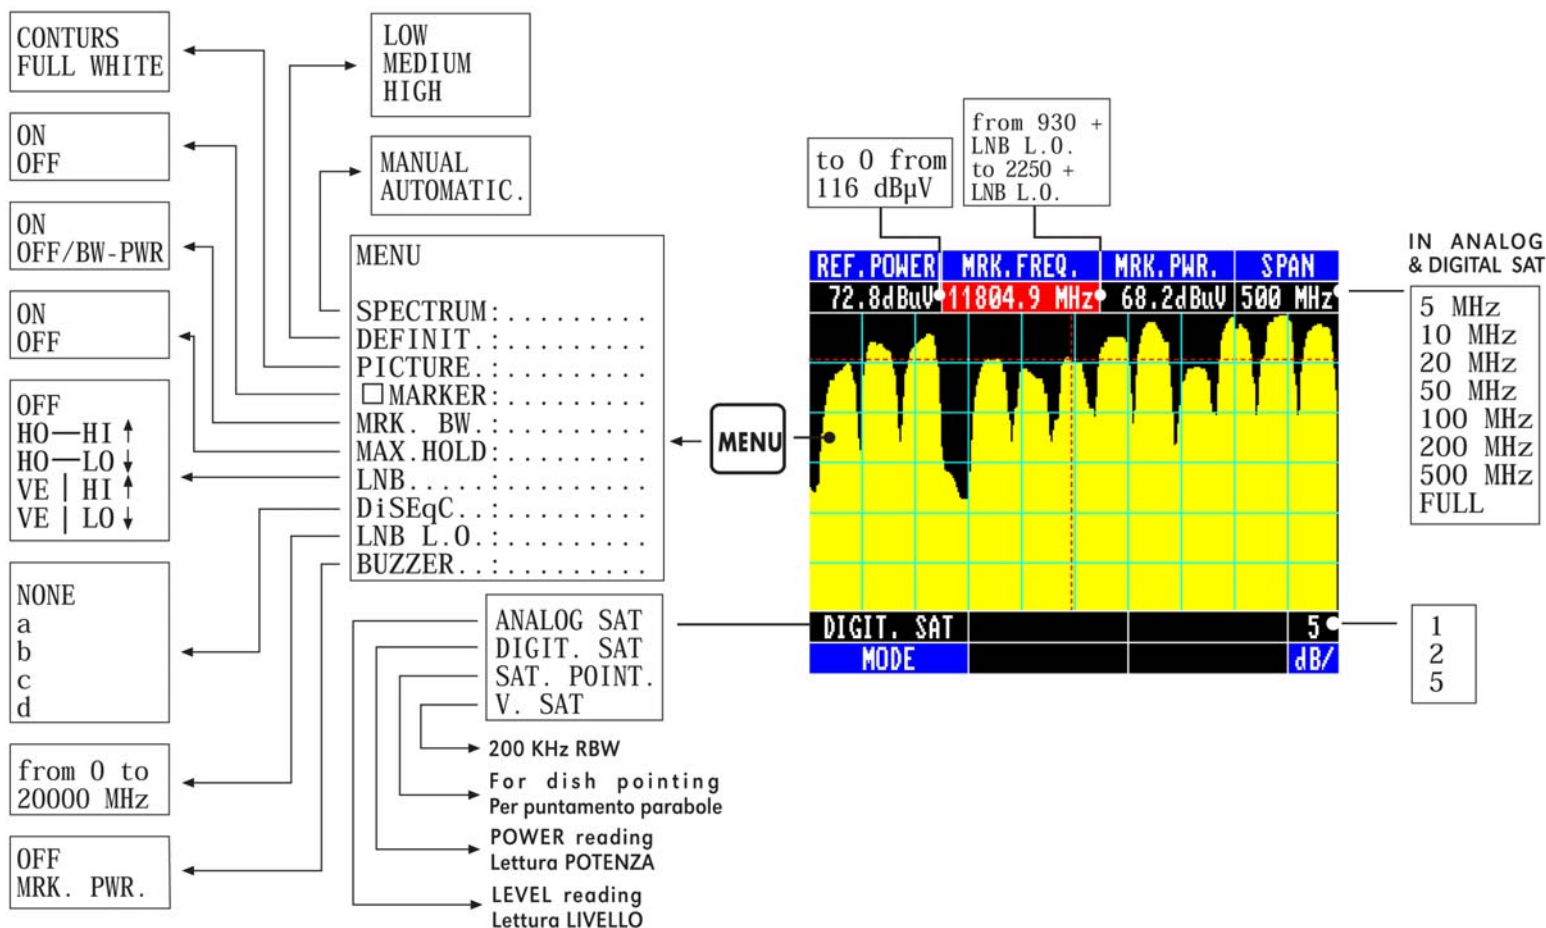 CONTURS
FULL WHITE
ON
OFF
ON
OFF/BW-PWR
ON
OFF
OFF
HO—HI ↑
HO—LO ↓
VE | HI ↑
VE | LO ↓
NONE
a
b
c
d
from 0 to
20000 MHz
OFF
MRK. PWR.
LOW
MEDIUM
HIGH
MANUAL
AUTOMATIC.
MENU
SPECTRUM:.........
DEFINIT.:.........
PICTURE.:.........
□MARKER:.........
MRK. BW.:.........
MAX.HOLD:.........
LNB.....:.........
DiSEqC..:.........
LNB L.O.:.........
BUZZER..:.........
ANALOG SAT
DIGIT. SAT
SAT. POINT.
V. SAT
200 KHz RBW
For dish pointing
Per puntamento parabole
POWER reading
Lettura POTENZA
LEVEL reading
Lettura LIVELLO
MENU
to 0 from
116 dBµV
from 930 +
LNB L.O.
to 2250 +
LNB L.O.
REF.POWER MRK.FREQ. MRK.PWR. SPAN
72.8dBuV 11804.9 MHz 68.2dBuV 500 MHz
DIGIT. SAT 5
MODE dB/
IN ANALOG
& DIGITAL SAT
5 MHz
10 MHz
20 MHz
50 MHz
100 MHz
200 MHz
500 MHz
FULL
1
2
5